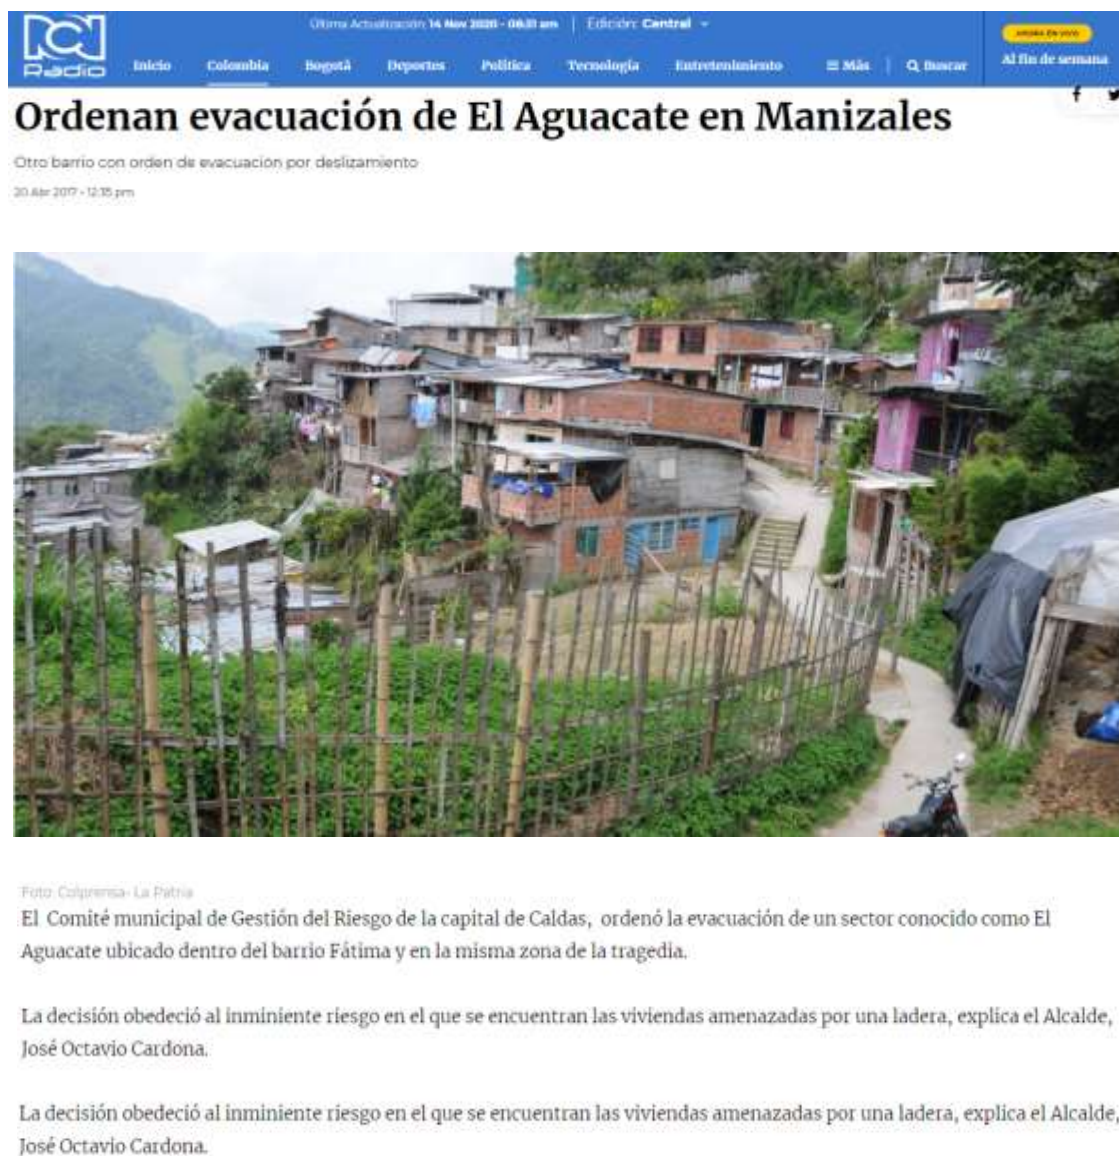 RCN
Radio
Última Actualización: 14 Nov 2020 - 08:31 am
Edición: Central
Inicio
Colombia
Bogotá
Deportes
Política
Tecnología
Entretenimiento
Más
Buscar
Al fin de semana
Ordenan evacuación de El Aguacate en Manizales
Otro barrio con orden de evacuación por deslizamiento
20 Abr 2017 - 12:35 pm
Foto: Colprensa- La Patria
El Comité municipal de Gestión del Riesgo de la capital de Caldas, ordenó la evacuación de un sector conocido como El
Aguacate ubicado dentro del barrio Fátima y en la misma zona de la tragedia.
La decisión obedeció al inminiente riesgo en el que se encuentran las viviendas amenazadas por una ladera, explica el Alcalde,
José Octavio Cardona.
La decisión obedeció al inminiente riesgo en el que se encuentran las viviendas amenazadas por una ladera, explica el Alcalde,
José Octavio Cardona.